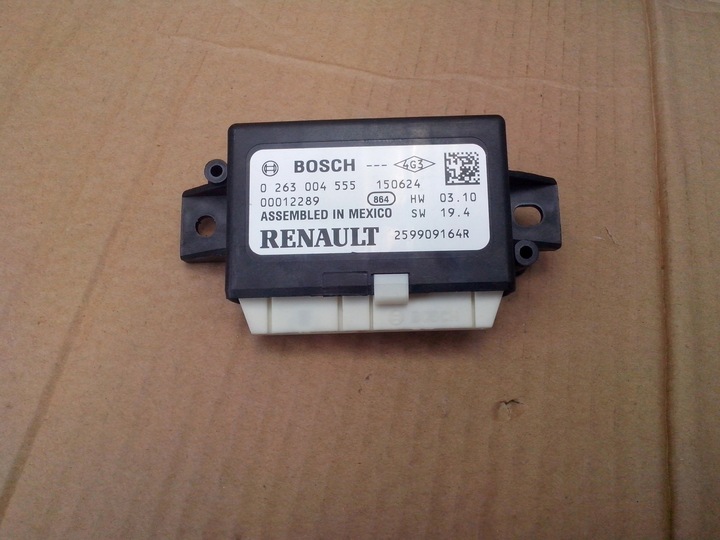 BOSCH --- 4G3
0 263 004 555 150624
00012289 864 HW 03.10
ASSEMBLED IN MEXICO SW 19.4
RENAULT 259909164R
BOSCH